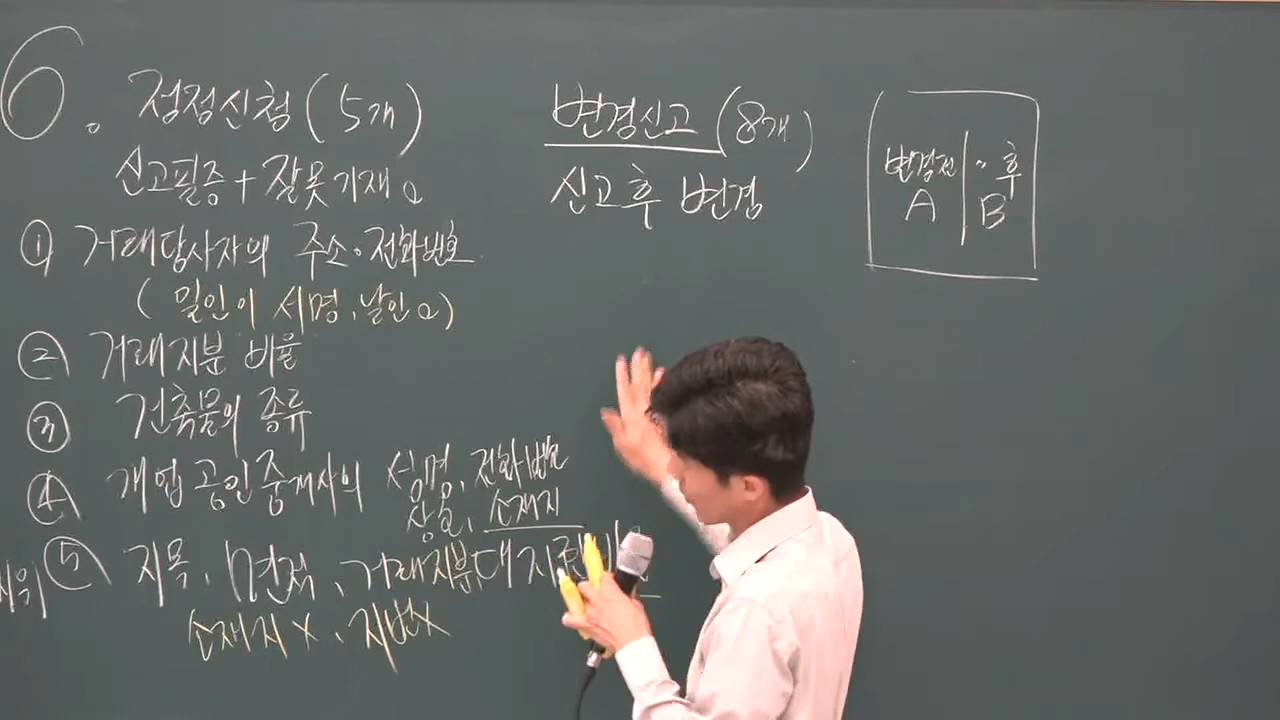 6. 정정신청 (5개)
신고필증 + 잘못 기재 o
① 거래당사자의 주소·전화번호
( 일인이 서명, 날인 o)
② 거래지분 비율
③ 건축물의 종류
④ 개업공인중개사의 성명, 전화번호
상호, 소재지
⑤ 지목, 면적, 거래지분, 대지
소재지 x, 지번 x
변경신고 (8개)
신고 후 변경
변경전 | ~ 후
A | B